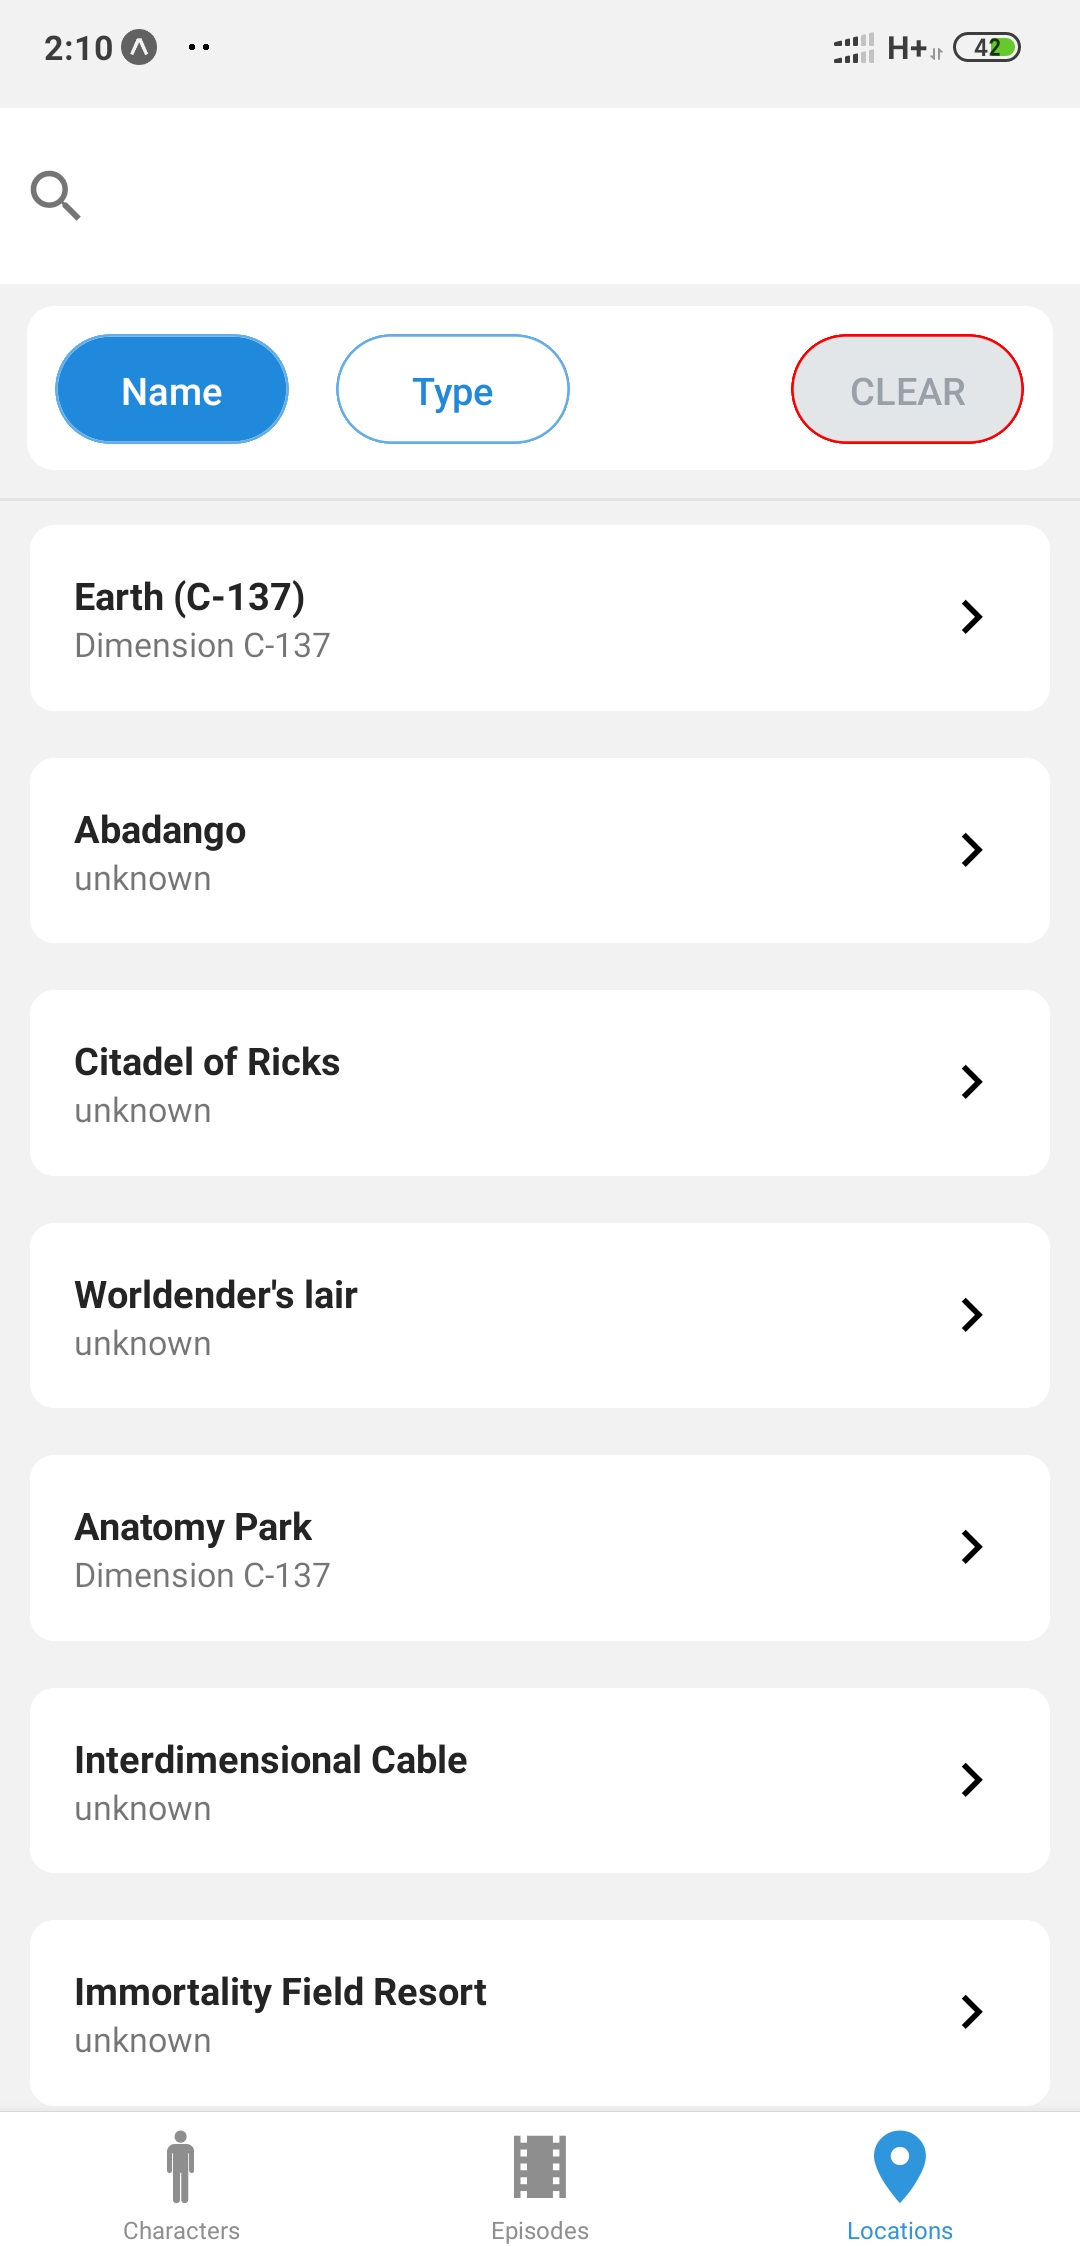 2:10 H+ 42
Name Type CLEAR
Earth (C-137)
Dimension C-137
Abadango
unknown
Citadel of Ricks
unknown
Worldender's lair
unknown
Anatomy Park
Dimension C-137
Interdimensional Cable
unknown
Immortality Field Resort
unknown
Characters Episodes Locations